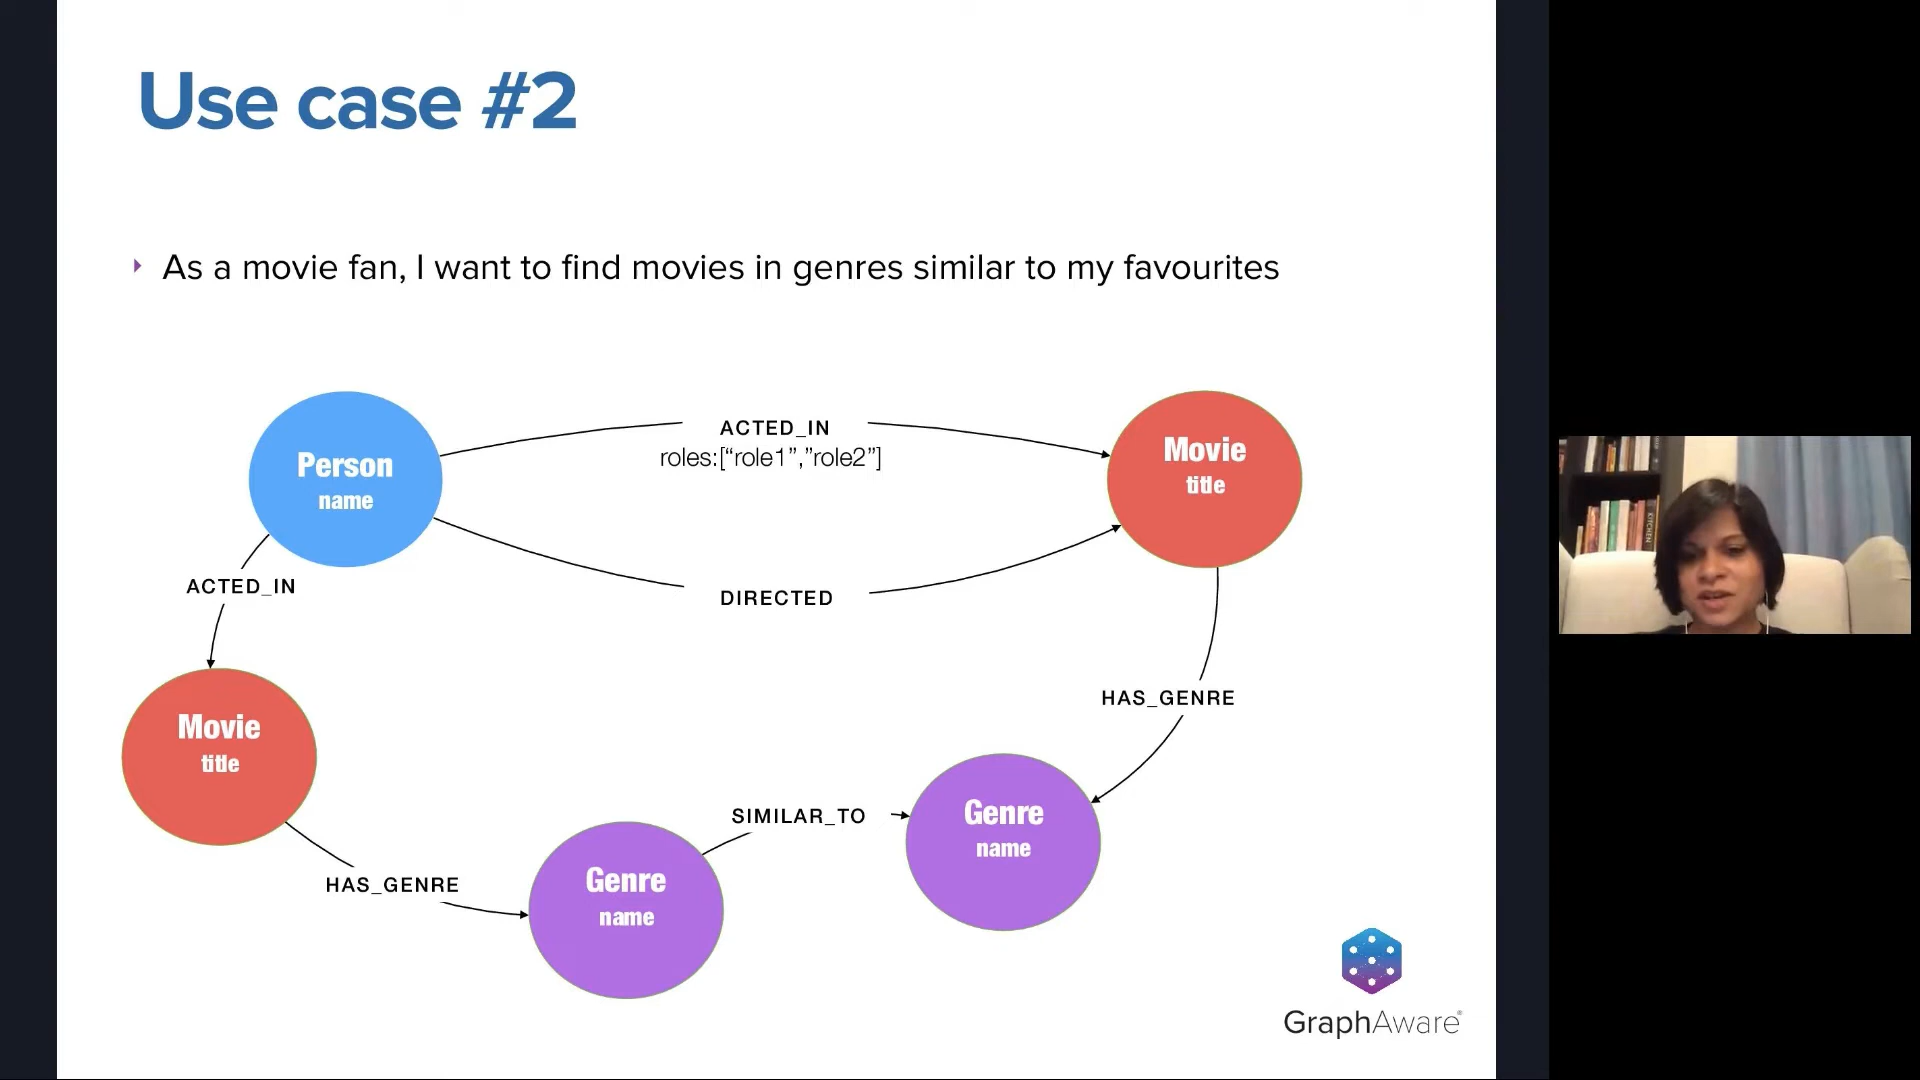 Use case #2
As a movie fan, I want to find movies in genres similar to my favourites
Person
name
ACTED_IN
roles:[“role1”,”role2”]
Movie
title
DIRECTED
ACTED_IN
Movie
title
HAS_GENRE
HAS_GENRE
Genre
name
SIMILAR_TO
Genre
name
GraphAware®
KITCHEN